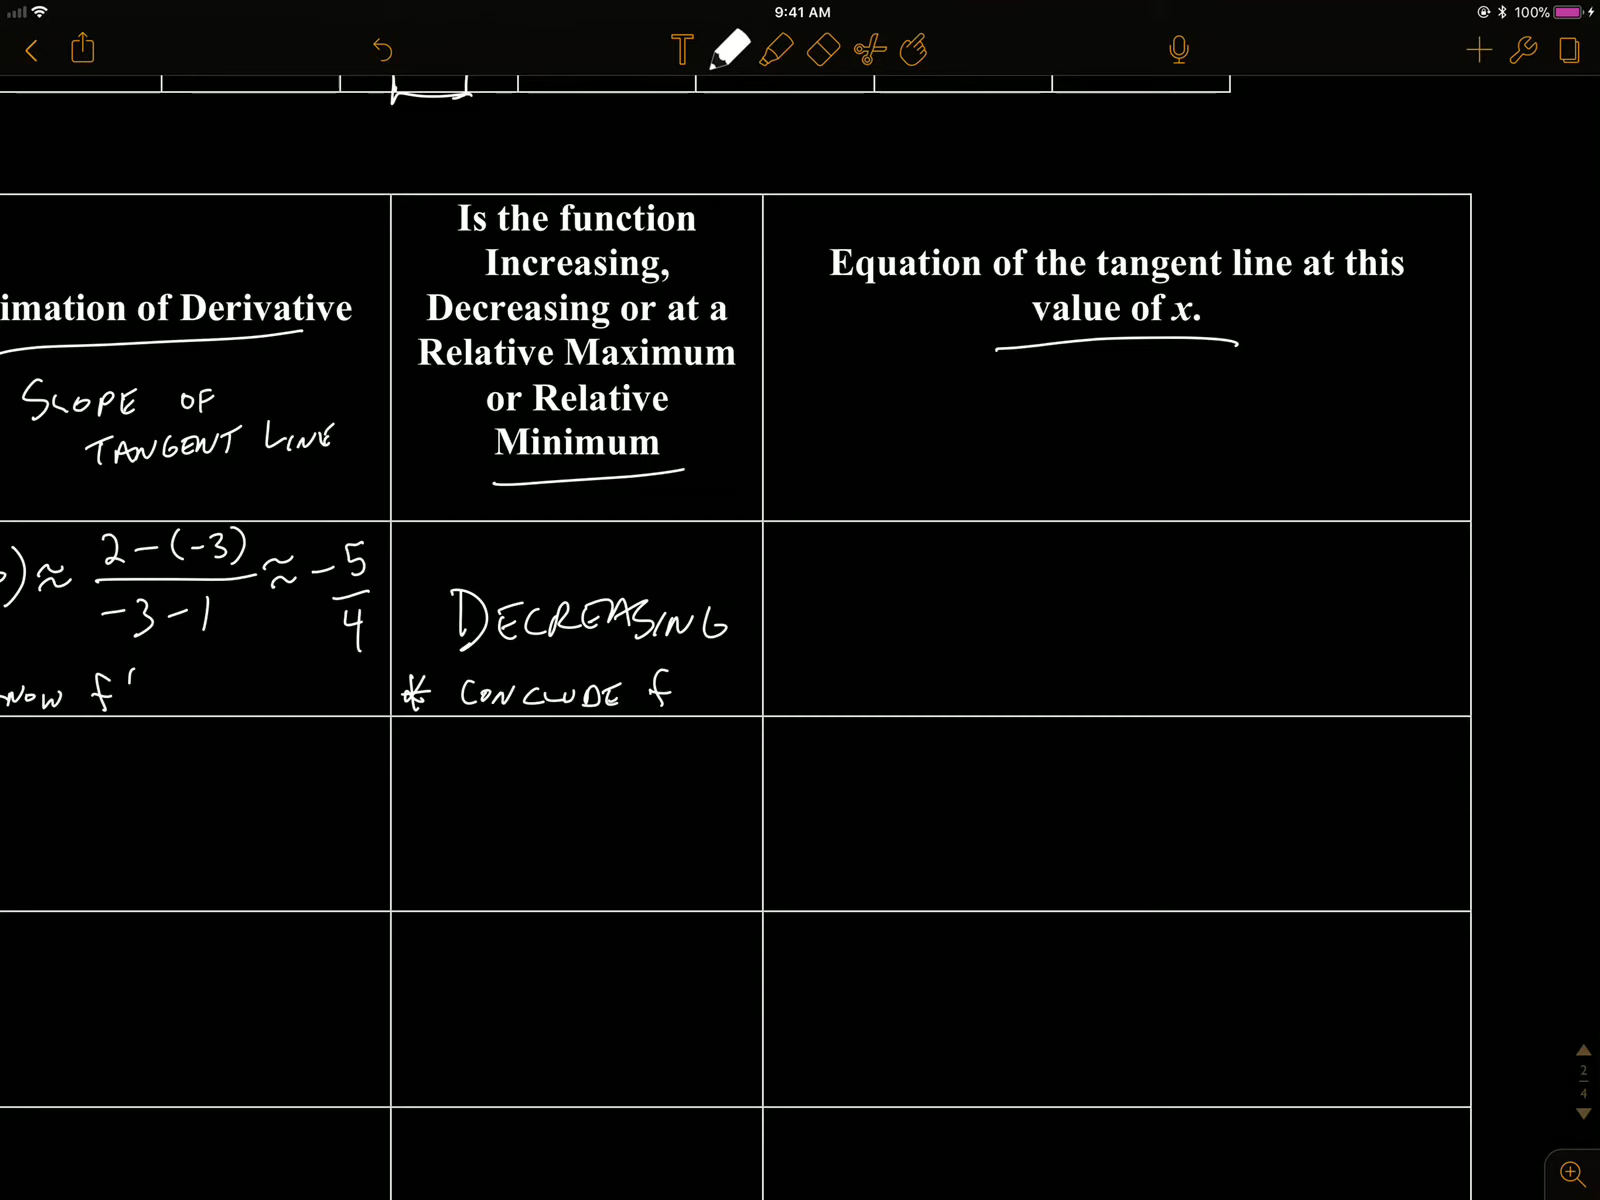 9:41 AM
100%
T
Is the function
Increasing,
Decreasing or at a
Relative Maximum
or Relative
Minimum
Equation of the tangent line at this
value of x.
imation of Derivative
SLOPE OF
TANGENT LINE
) ≈ 2-(-3) / -3-1 ≈ -5/4
DECREASING
NOW f'
* CONCLUDE f
2
4